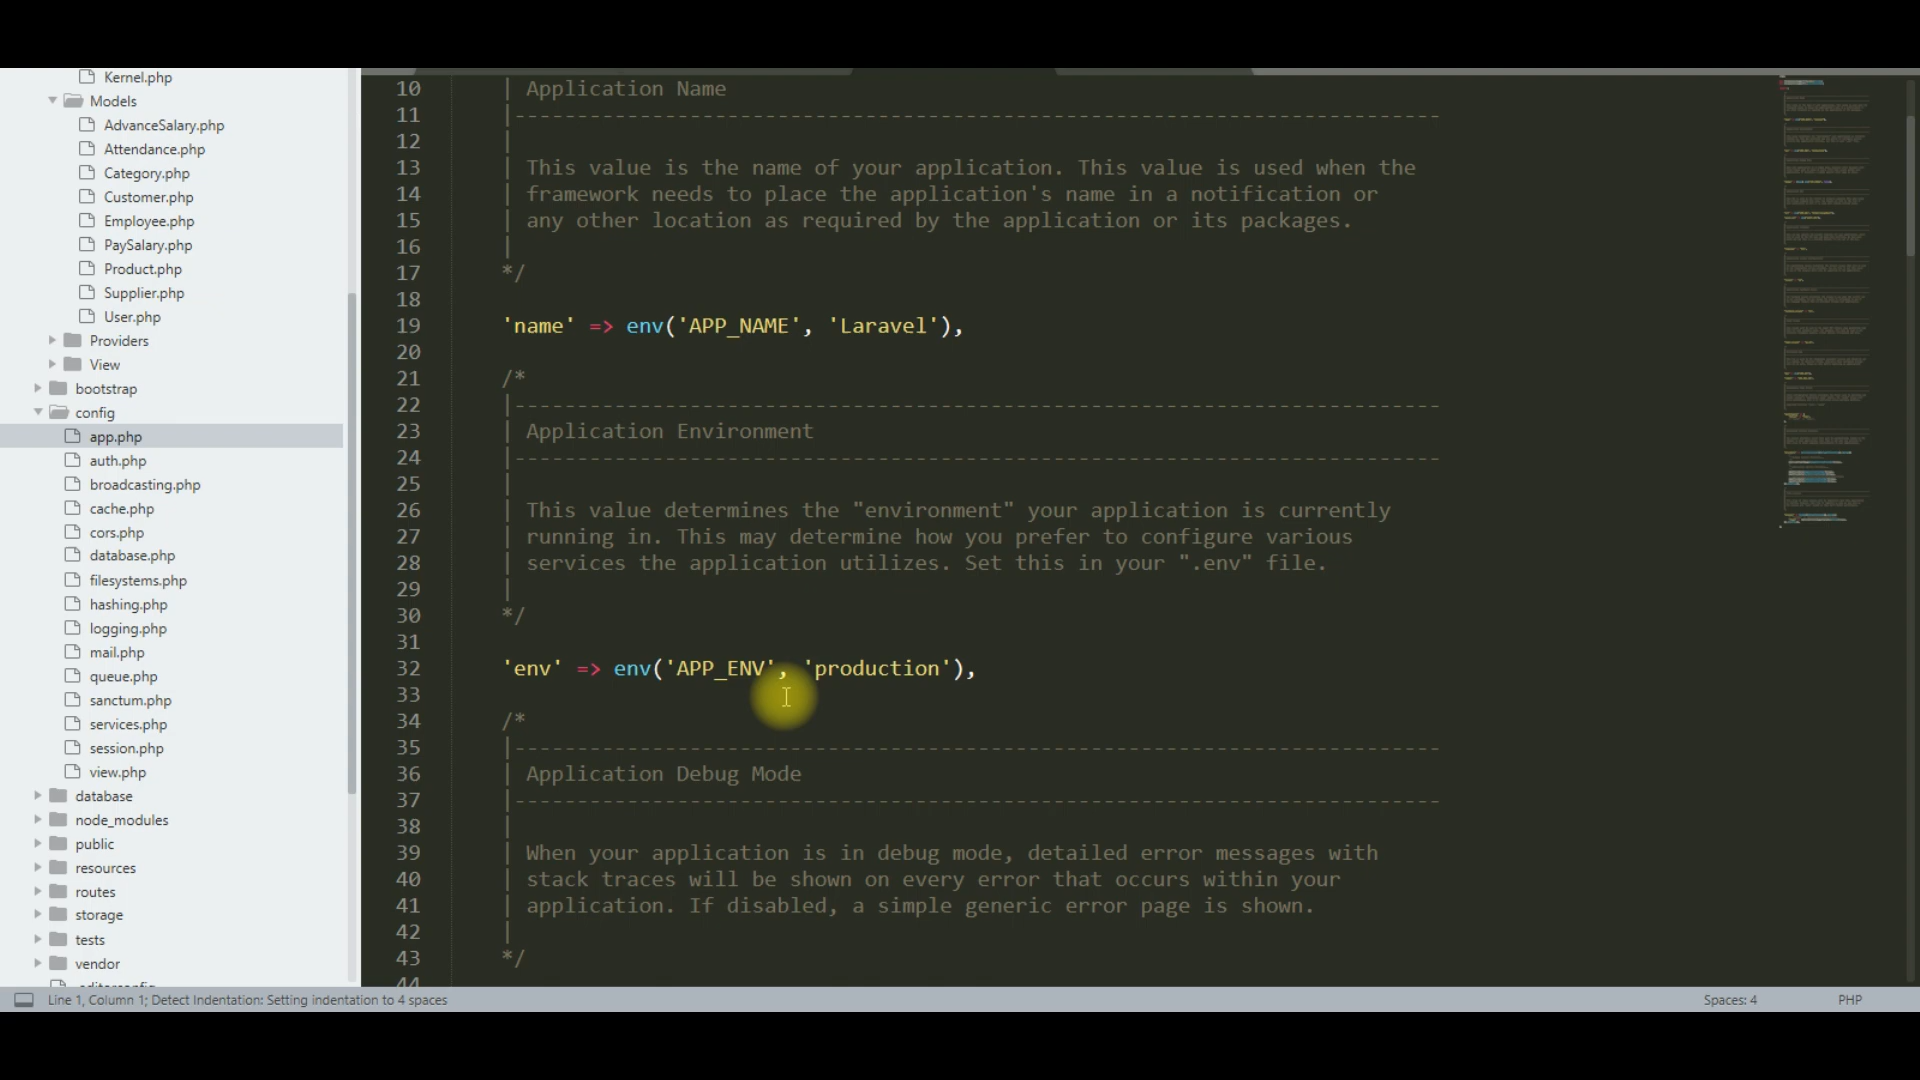 Kernel.php
Models
AdvanceSalary.php
Attendance.php
Category.php
Customer.php
Employee.php
PaySalary.php
Product.php
Supplier.php
User.php
Providers
View
bootstrap
config
app.php
auth.php
broadcasting.php
cache.php
cors.php
database.php
filesystems.php
hashing.php
logging.php
mail.php
queue.php
sanctum.php
services.php
session.php
view.php
database
node_modules
public
resources
routes
storage
tests
vendor
10 | Application Name
11 |--------------------------------------------------------------------------
12 |
13 | This value is the name of your application. This value is used when the
14 | framework needs to place the application's name in a notification or
15 | any other location as required by the application or its packages.
16 |
17 */
18
19 'name' => env('APP_NAME', 'Laravel'),
20
21 /*
22 |--------------------------------------------------------------------------
23 | Application Environment
24 |--------------------------------------------------------------------------
25 |
26 | This value determines the "environment" your application is currently
27 | running in. This may determine how you prefer to configure various
28 | services the application utilizes. Set this in your ".env" file.
29 |
30 */
31
32 'env' => env('APP_ENV', 'production'),
33
34 /*
35 |--------------------------------------------------------------------------
36 | Application Debug Mode
37 |--------------------------------------------------------------------------
38 |
39 | When your application is in debug mode, detailed error messages with
40 | stack traces will be shown on every error that occurs within your
41 | application. If disabled, a simple generic error page is shown.
42 |
43 */
44
Line 1, Column 1; Detect Indentation: Setting indentation to 4 spaces
Spaces: 4
PHP